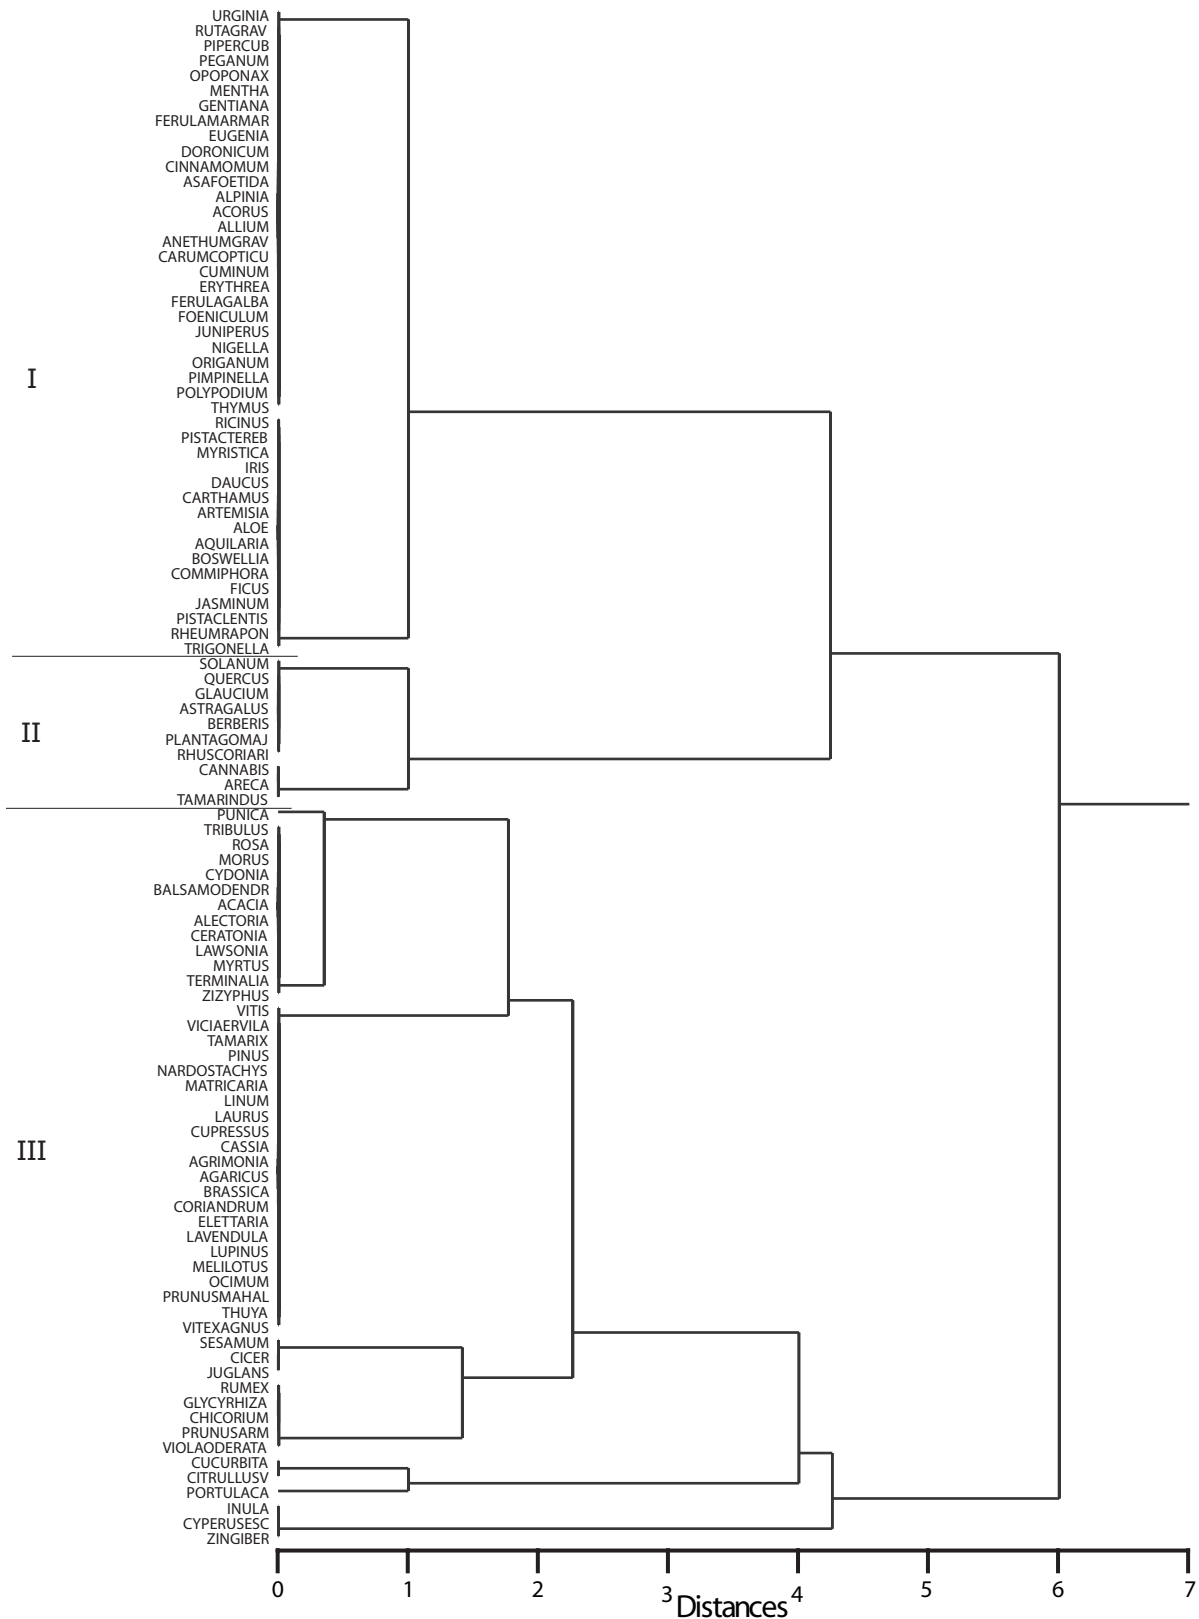 URGINIA
RUTAGRAV
PIPERCUB
PEGANUM
OPOPONAX
MENTHA
GENTIANA
FERULAMARMAR
EUGENIA
DORONICUM
CINNAMOMUM
ASAFOETIDA
ALPINIA
ACORUS
ALLIUM
ANETHUMGRAV
CARUMCOPTICU
CUMINUM
ERYTHREA
FERULAGALBA
FOENICULUM
JUNIPERUS
NIGELLA
ORIGANUM
I
PIMPINELLA
POLYPODIUM
THYMUS
RICINUS
PISTACTEREB
MYRISTICA
IRIS
DAUCUS
CARTHAMUS
ARTEMISIA
ALOE
AQUILARIA
BOSWELLIA
COMMIPHORA
FICUS
JASMINUM
PISTACLENTIS
RHEUMRAPON
TRIGONELLA
SOLANUM
QUERCUS
GLAUCIUM
ASTRAGALUS
BERBERIS
II
PLANTAGOMAJ
RHUSCORIARI
CANNABIS
ARECA
TAMARINDUS
PUNICA
TRIBULUS
ROSA
MORUS
CYDONIA
BALSAMODENDR
ACACIA
ALECTORIA
CERATONIA
LAWSONIA
MYRTUS
TERMINALIA
ZIZYPHUS
VITIS
VICIAERVILA
TAMARIX
PINUS
NARDOSTACHYS
MATRICARIA
LINUM
LAURUS
CUPRESSUS
CASSIA
III
AGRIMONIA
AGARICUS
BRASSICA
CORIANDRUM
ELETTARIA
LAVENDULA
LUPINUS
MELILOTUS
OCIMUM
PRUNUSMAHAL
THUYA
VITEXAGNUS
SESAMUM
CICER
JUGLANS
RUMEX
GLYCYRHIZA
CHICORIUM
PRUNUSARM
VIOLAODERATA
CUCURBITA
CITRULLUSV
PORTULACA
INULA
CYPERUSESC
ZINGIBER
0 1 2 3 4 5 6 7
Distances